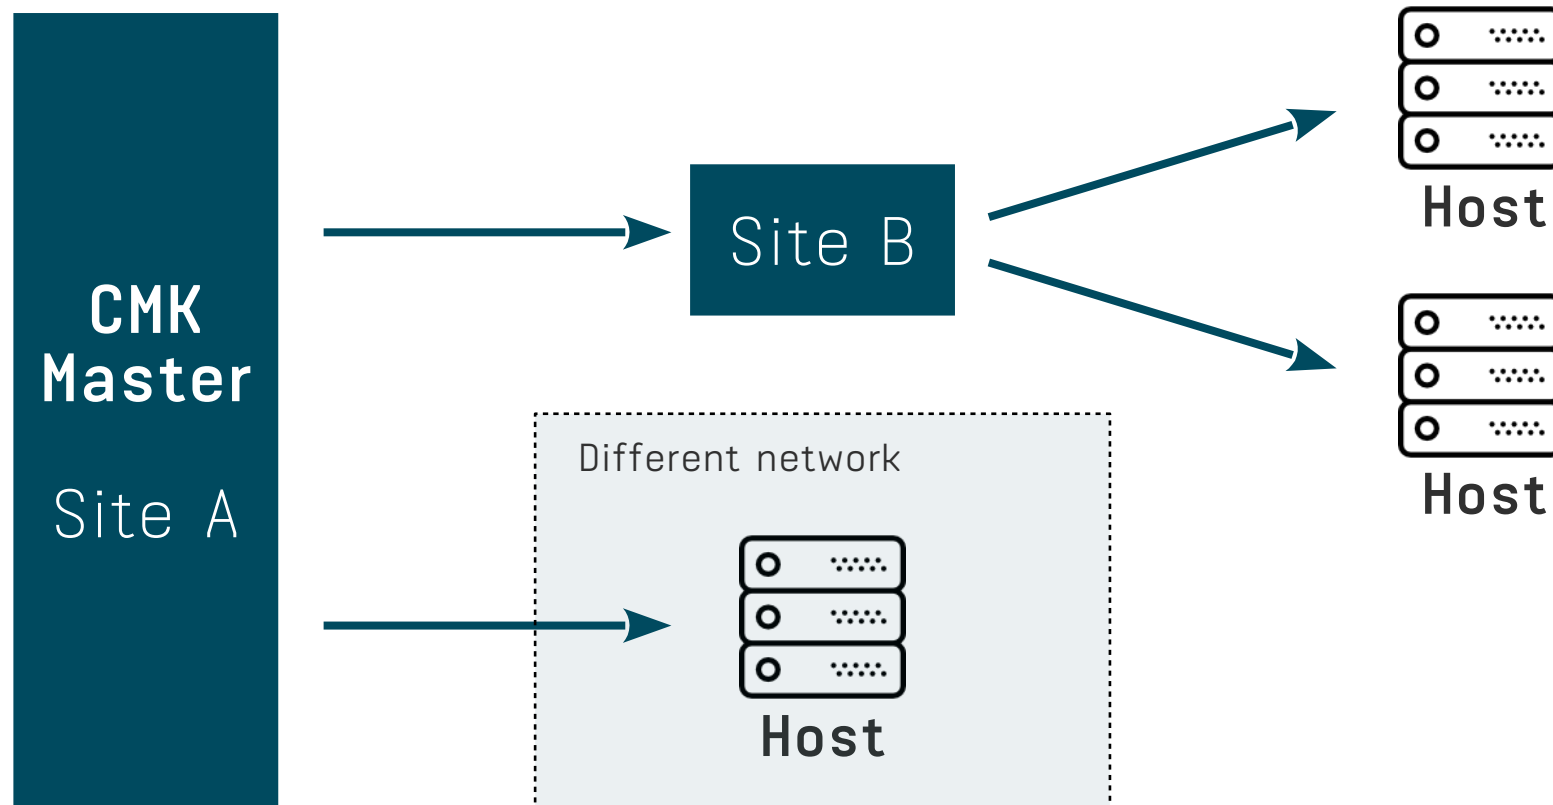 CMK
Master
Site A
Site B
Host
Host
Different network
Host